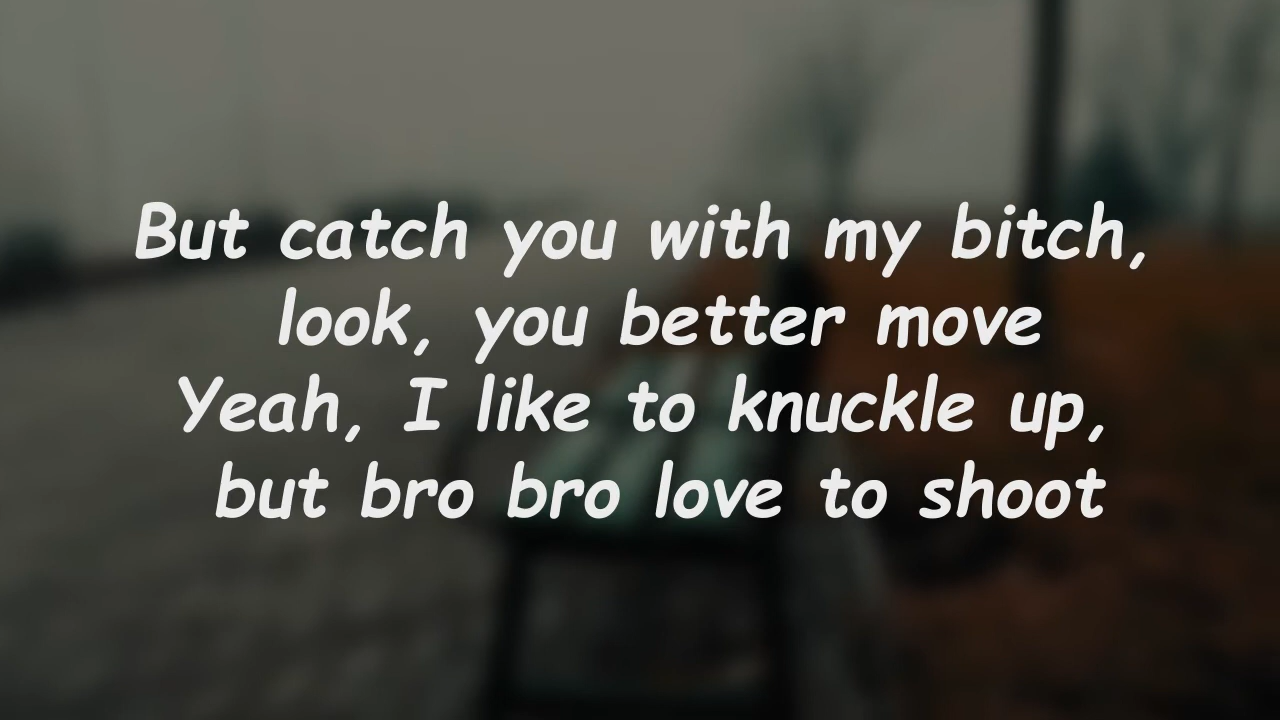 But catch you with my bitch,
look, you better move
Yeah, I like to knuckle up,
but bro bro love to shoot